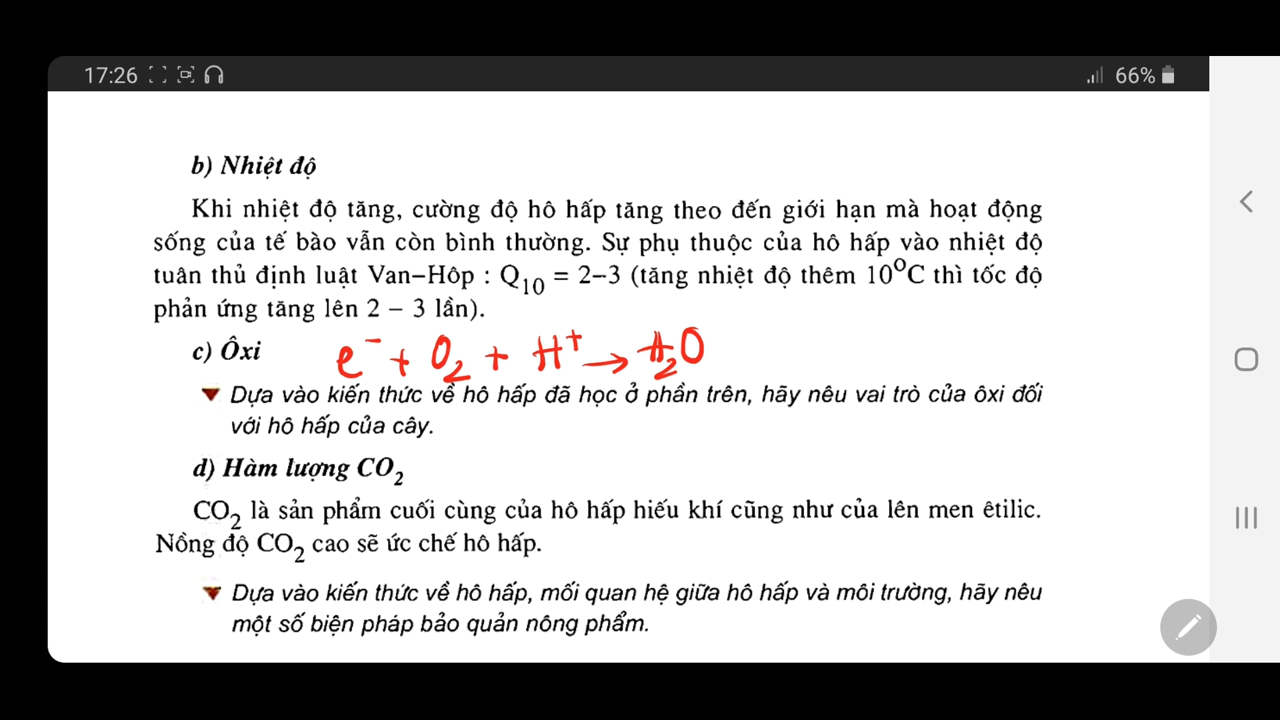 17:26
66%
b) Nhiệt độ
Khi nhiệt độ tăng, cường độ hô hấp tăng theo đến giới hạn mà hoạt động
sống của tế bào vẫn còn bình thường. Sự phụ thuộc của hô hấp vào nhiệt độ
tuân thủ định luật Van–Hôp : Q₁₀ = 2–3 (tăng nhiệt độ thêm 10⁰C thì tốc độ
phản ứng tăng lên 2 – 3 lần).
c) Ôxi e⁻ + O₂ + H⁺ → H₂O
▼ Dựa vào kiến thức về hô hấp đã học ở phần trên, hãy nêu vai trò của ôxi đối
với hô hấp của cây.
d) Hàm lượng CO₂
CO₂ là sản phẩm cuối cùng của hô hấp hiếu khí cũng như của lên men êtilic.
Nồng độ CO₂ cao sẽ ức chế hô hấp.
▼ Dựa vào kiến thức về hô hấp, mối quan hệ giữa hô hấp và môi trường, hãy nêu
một số biện pháp bảo quản nông phẩm.